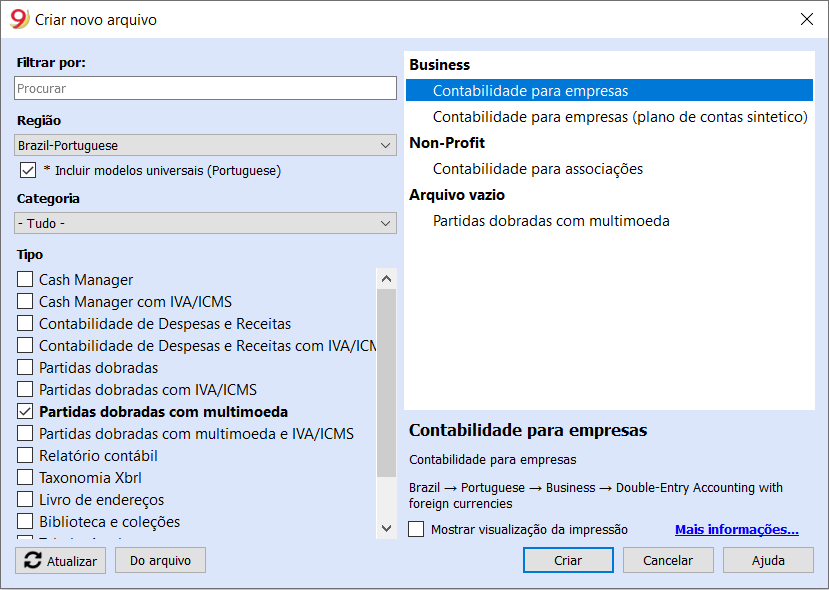 Criar novo arquivo
Filtrar por:
Procurar
Região
Brazil-Portuguese
* Incluir modelos universais (Portuguese)
Categoria
- Tudo -
Tipo
Cash Manager
Cash Manager com IVA/ICMS
Contabilidade de Despesas e Receitas
Contabilidade de Despesas e Receitas com IVA/ICM
Partidas dobradas
Partidas dobradas com IVA/ICMS
Partidas dobradas com multimoeda
Partidas dobradas com multimoeda e IVA/ICMS
Relatório contábil
Taxonomia Xbrl
Livro de endereços
Biblioteca e coleções
Atualizar
Do arquivo
Business
Contabilidade para empresas
Contabilidade para empresas (plano de contas sintetico)
Non-Profit
Contabilidade para associações
Arquivo vazio
Partidas dobradas com multimoeda
Contabilidade para empresas
Contabilidade para empresas
Brazil → Portuguese → Business → Double-Entry Accounting with
foreign currencies
Mostrar visualização da impressão
Mais informações...
Criar
Cancelar
Ajuda